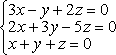 3x − y + 2z = 0
2x + 3y − 5z = 0
x + y + z = 0